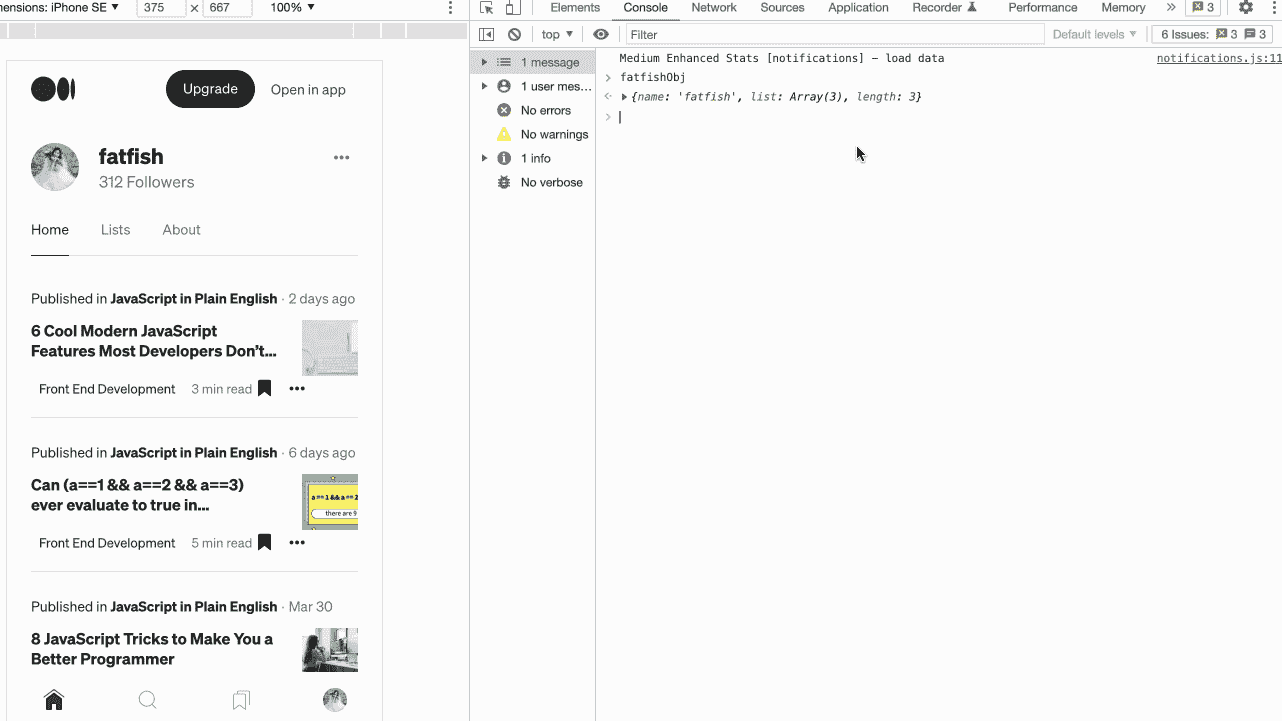 nensions: iPhone SE ▼ 375 × 667 100% ▼
Upgrade
Open in app
fatfish
312 Followers
Home Lists About
Published in JavaScript in Plain English · 2 days ago
6 Cool Modern JavaScript
Features Most Developers Don't...
Front End Development 3 min read
Published in JavaScript in Plain English · 6 days ago
Can (a==1 && a==2 && a==3)
ever evaluate to true in...
a==1 && a==2
there are 9
Front End Development 5 min read
Published in JavaScript in Plain English · Mar 30
8 JavaScript Tricks to Make You a
Better Programmer
Elements Console Network Sources Application Recorder Performance Memory » 3
top ▼ Filter Default levels ▼ 6 Issues: 3 3
1 message
1 user mes...
No errors
No warnings
1 info
No verbose
Medium Enhanced Stats [notifications] – load data notifications.js:11
> fatfishObj
{name: 'fatfish', list: Array(3), length: 3}
>